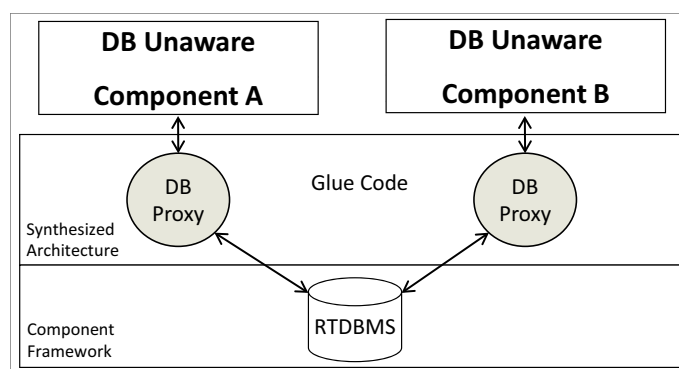 DB Unaware
Component A
DB Unaware
Component B
DB
Proxy
Glue Code
DB
Proxy
Synthesized
Architecture
RTDBMS
Component
Framework